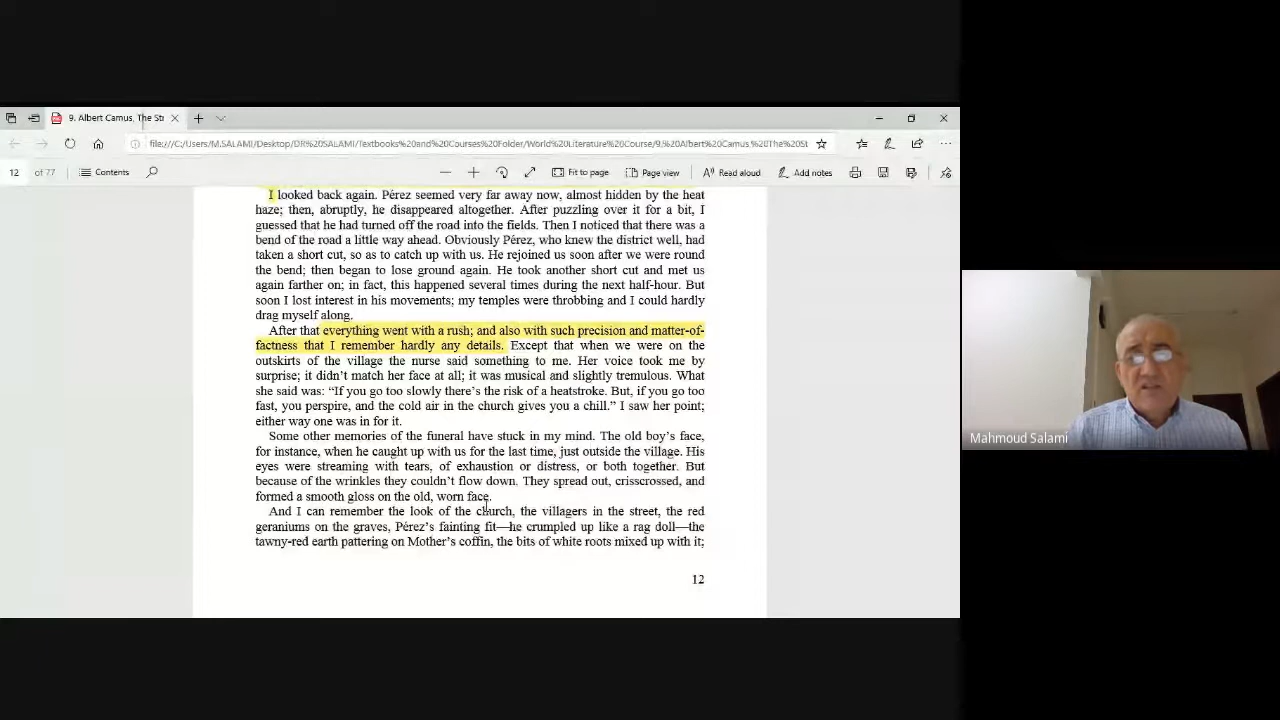 9. Albert Camus, The Str
file:///C:/Users/M.SALAMI/Desktop/DR%20SALAMI/Textbooks%20and%20Courses%20Folder/World%20Literature%20Course/9.%20Albert%20Camus,%20The%20St
12 of 77 Contents Fit to page Page view Read aloud Add notes
I looked back again. Pérez seemed very far away now, almost hidden by the heat
haze; then, abruptly, he disappeared altogether. After puzzling over it for a bit, I
guessed that he had turned off the road into the fields. Then I noticed that there was a
bend of the road a little way ahead. Obviously Pérez, who knew the district well, had
taken a short cut, so as to catch up with us. He rejoined us soon after we were round
the bend; then began to lose ground again. He took another short cut and met us
again farther on; in fact, this happened several times during the next half-hour. But
soon I lost interest in his movements; my temples were throbbing and I could hardly
drag myself along.
After that everything went with a rush; and also with such precision and matter-of-
factness that I remember hardly any details. Except that when we were on the
outskirts of the village the nurse said something to me. Her voice took me by
surprise; it didn’t match her face at all; it was musical and slightly tremulous. What
she said was: “If you go too slowly there’s the risk of a heatstroke. But, if you go too
fast, you perspire, and the cold air in the church gives you a chill.” I saw her point;
either way one was in for it.
Some other memories of the funeral have stuck in my mind. The old boy’s face,
for instance, when he caught up with us for the last time, just outside the village. His
eyes were streaming with tears, of exhaustion or distress, or both together. But
because of the wrinkles they couldn’t flow down. They spread out, crisscrossed, and
formed a smooth gloss on the old, worn face.
And I can remember the look of the church, the villagers in the street, the red
geraniums on the graves, Pérez’s fainting fit—he crumpled up like a rag doll—the
tawny-red earth pattering on Mother’s coffin, the bits of white roots mixed up with it;
12
Mahmoud Salami